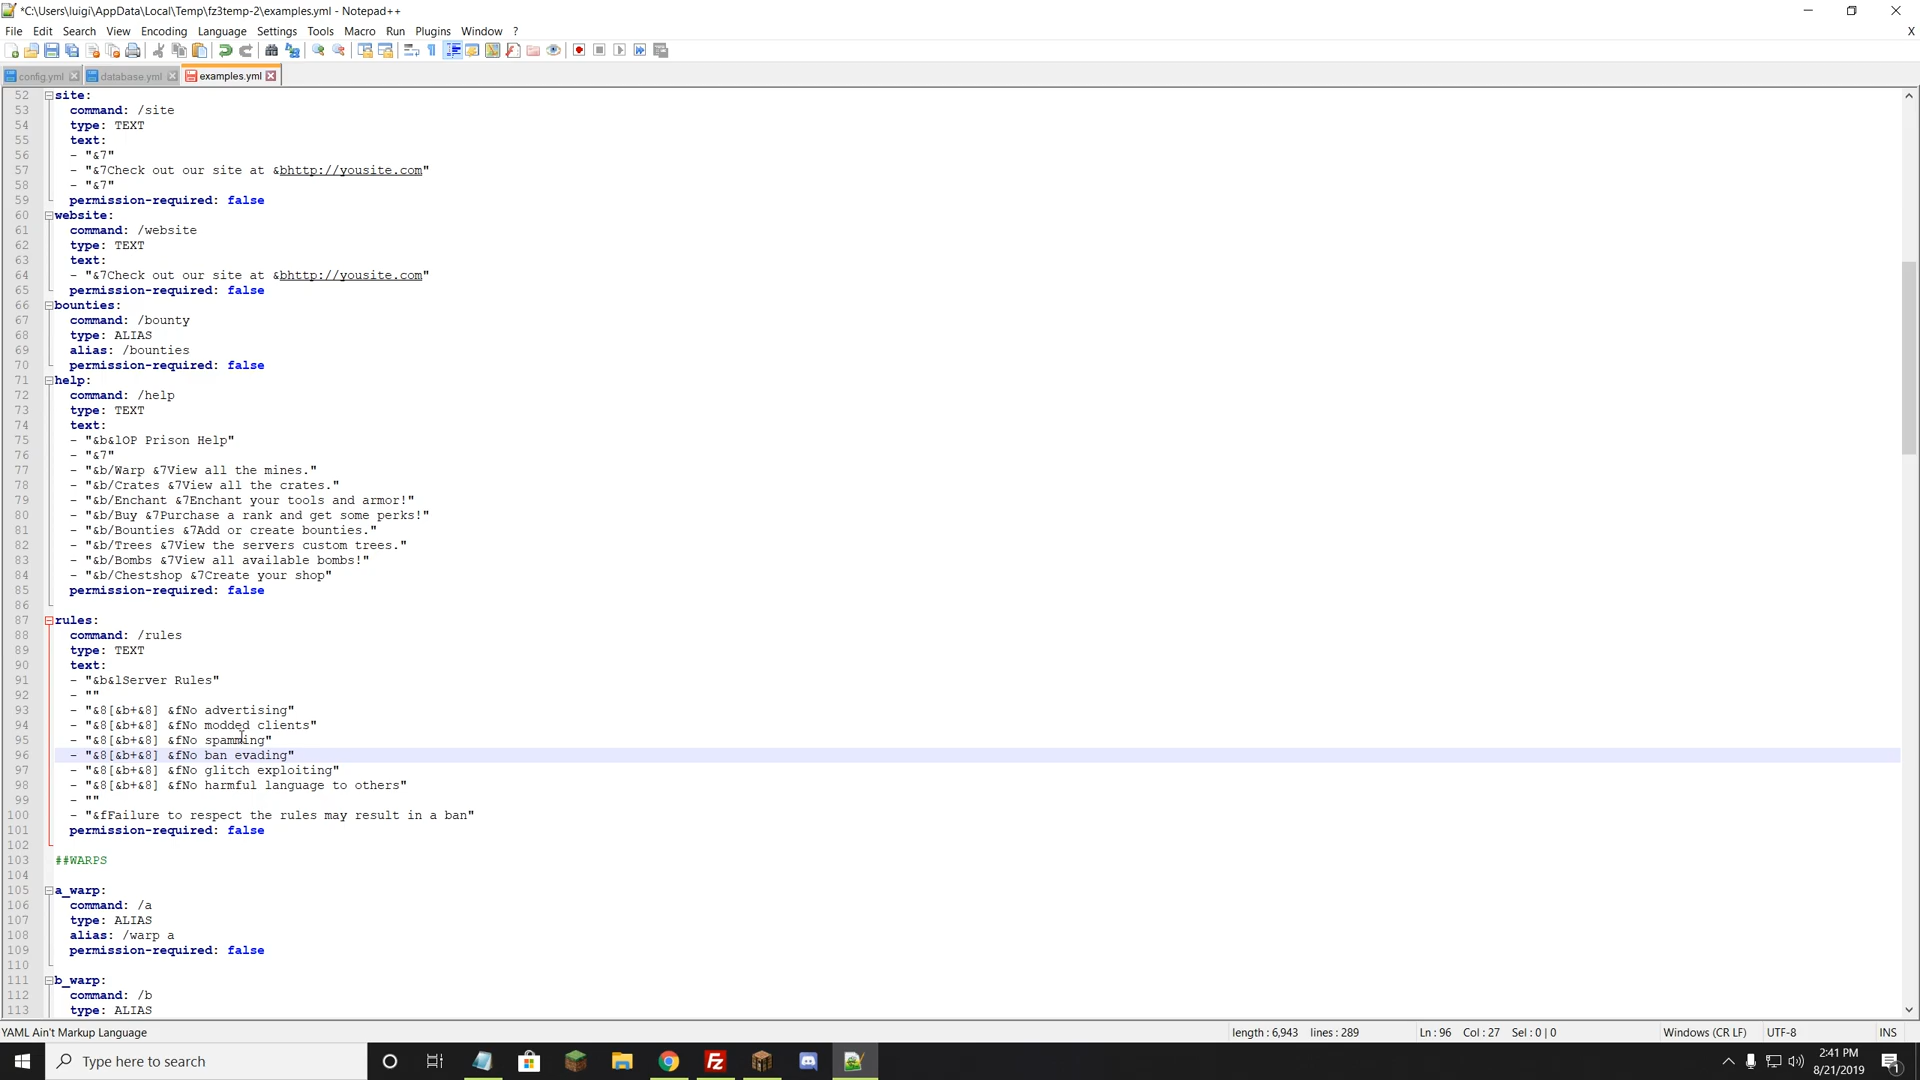 *C:\Users\luigi\AppData\Local\Temp\fz3temp-2\examples.yml - Notepad++
File Edit Search View Encoding Language Settings Tools Macro Run Plugins Window ?
X
config.yml database.yml examples.yml
52 site:
53 command: /site
54 type: TEXT
55 text:
56 - "&7"
57 - "&7Check out our site at &bhttp://yousite.com"
58 - "&7"
59 permission-required: false
60 website:
61 command: /website
62 type: TEXT
63 text:
64 - "&7Check out our site at &bhttp://yousite.com"
65 permission-required: false
66 bounties:
67 command: /bounty
68 type: ALIAS
69 alias: /bounties
70 permission-required: false
71 help:
72 command: /help
73 type: TEXT
74 text:
75 - "&b&lOP Prison Help"
76 - "&7"
77 - "&b/Warp &7View all the mines."
78 - "&b/Crates &7View all the crates."
79 - "&b/Enchant &7Enchant your tools and armor!"
80 - "&b/Buy &7Purchase a rank and get some perks!"
81 - "&b/Bounties &7Add or create bounties."
82 - "&b/Trees &7View the servers custom trees."
83 - "&b/Bombs &7View all available bombs!"
84 - "&b/Chestshop &7Create your shop"
85 permission-required: false
86
87 rules:
88 command: /rules
89 type: TEXT
90 text:
91 - "&b&lServer Rules"
92 - ""
93 - "&8[&b+&8] &fNo advertising"
94 - "&8[&b+&8] &fNo modded clients"
95 - "&8[&b+&8] &fNo spamming"
96 - "&8[&b+&8] &fNo ban evading"
97 - "&8[&b+&8] &fNo glitch exploiting"
98 - "&8[&b+&8] &fNo harmful language to others"
99 - ""
100 - "&fFailure to respect the rules may result in a ban"
101 permission-required: false
102
103 ##WARPS
104
105 a_warp:
106 command: /a
107 type: ALIAS
108 alias: /warp a
109 permission-required: false
110
111 b_warp:
112 command: /b
113 type: ALIAS
YAML Ain't Markup Language length : 6,943 lines : 289 Ln : 96 Col : 27 Sel : 0 | 0 Windows (CR LF) UTF-8 INS
Type here to search
2:41 PM
8/21/2019
1